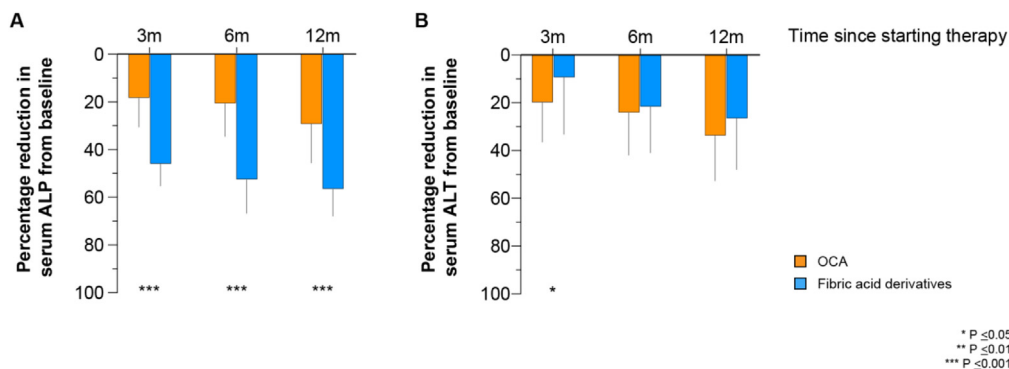 A
3m 6m 12m
Percentage reduction in
serum ALP from baseline
0
20
40
60
80
100
*** *** ***
B
3m 6m 12m
Percentage reduction in
serum ALT from baseline
0
20
40
60
80
100
*
Time since starting therapy
OCA
Fibric acid derivatives
* P ≤0.05
** P ≤0.01
*** P ≤0.001